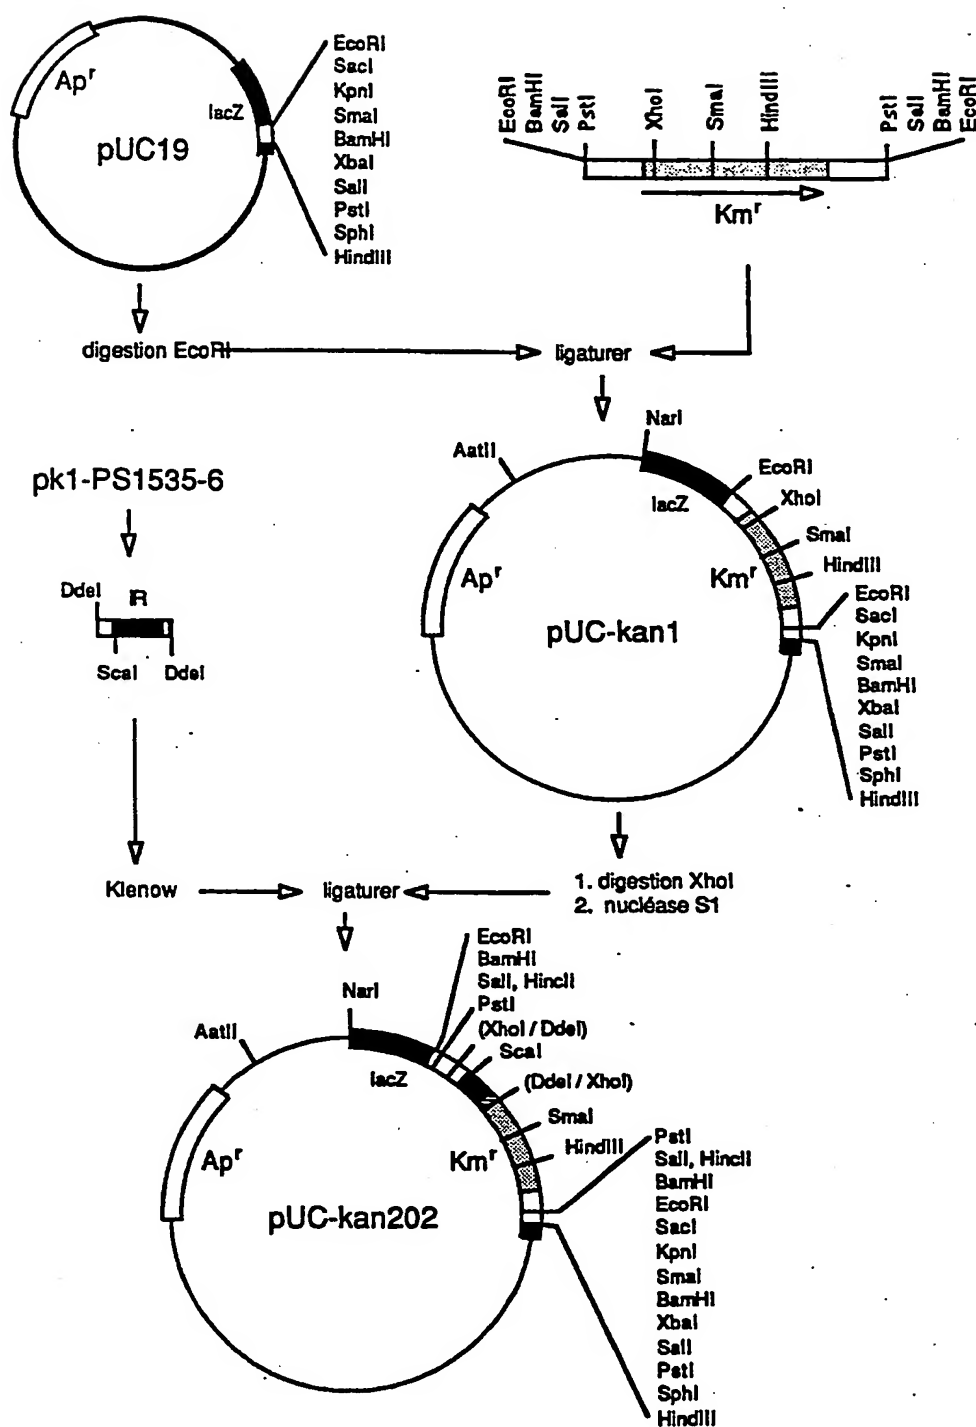 Apʳ
lacZ
pUC19
EcoRI
SacI
KpnI
SmaI
BamHI
XbaI
SalI
PstI
SphI
HindIII
EcoRI
BamHI
SalI
PstI
XhoI
SmaI
HindIII
PstI
SalI
BamHI
EcoRI
Kmʳ
digestion EcoRI
ligaturer
pk1-PS1535-6
DdeI
IR
ScaI
DdeI
NarI
AatII
lacZ
EcoRI
XhoI
SmaI
HindIII
Apʳ
Kmʳ
pUC-kan1
EcoRI
SacI
KpnI
SmaI
BamHI
XbaI
SalI
PstI
SphI
HindIII
Klenow
ligaturer
1. digestion XhoI
2. nucléase S1
EcoRI
BamHI
SalI, HincII
PstI
(XhoI / DdeI)
ScaI
(DdeI / XhoI)
SmaI
HindIII
NarI
AatII
lacZ
Apʳ
Kmʳ
pUC-kan202
PstI
SalI, HincII
BamHI
EcoRI
SacI
KpnI
SmaI
BamHI
XbaI
SalI
PstI
SphI
HindIII